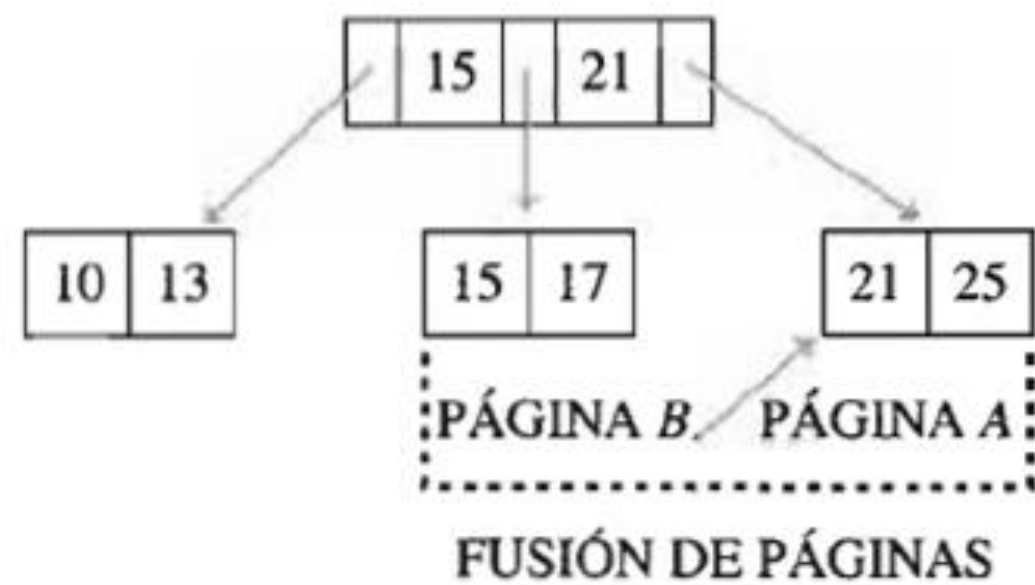 15 21
10 13 15 17 21 25
PÁGINA B PÁGINA A
FUSIÓN DE PÁGINAS